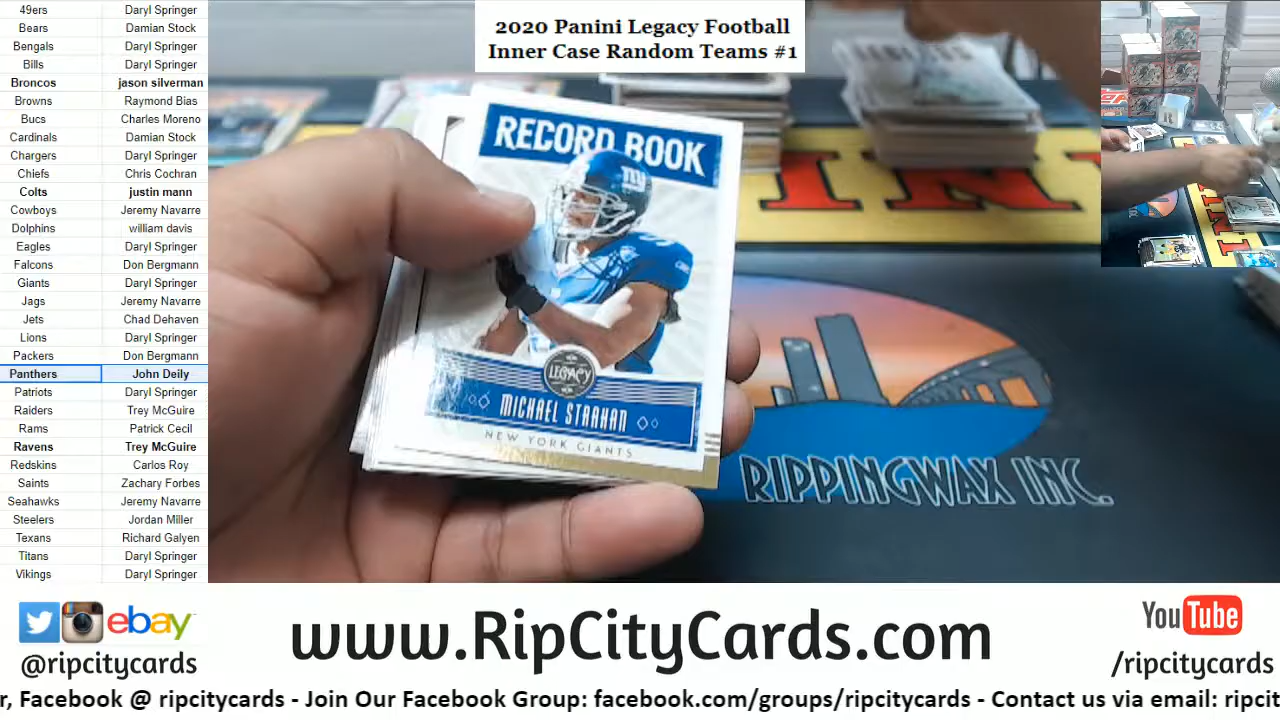 2020 Panini Legacy Football
Inner Case Random Teams #1
49ers Daryl Springer
Bears Damian Stock
Bengals Daryl Springer
Bills Daryl Springer
Broncos jason silverman
Browns Raymond Bias
Bucs Charles Moreno
Cardinals Damian Stock
Chargers Daryl Springer
Chiefs Chris Cochran
Colts justin mann
Cowboys Jeremy Navarre
Dolphins william davis
Eagles Daryl Springer
Falcons Don Bergmann
Giants Daryl Springer
Jags Jeremy Navarre
Jets Chad Dehaven
Lions Daryl Springer
Packers Don Bergmann
Panthers John Deily
Patriots Daryl Springer
Raiders Trey McGuire
Rams Patrick Cecil
Ravens Trey McGuire
Redskins Carlos Roy
Saints Zachary Forbes
Seahawks Jeremy Navarre
Steelers Jordan Miller
Texans Richard Galyen
Titans Daryl Springer
Vikings Daryl Springer
RECORD BOOK
ny
LEGACY
MICHAEL STRAHAN
NEW YORK GIANTS
RIPPINGWAX INC.
ebay
@ripcitycards
www.RipCityCards.com
YouTube
/ripcitycards
r, Facebook @ ripcitycards - Join Our Facebook Group: facebook.com/groups/ripcitycards - Contact us via email: ripcit